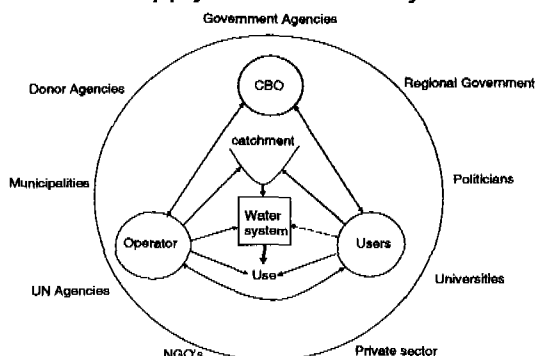 Government Agencies
Donor Agencies
CBO
Regional Government
catchment
Municipalities
Politicians
Water
system
Operator
Users
Use
UN Agencies
Universities
NGO's
Private sector